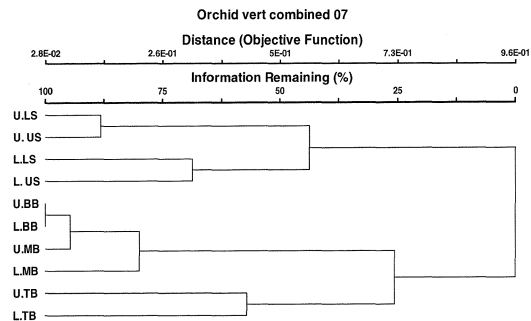 Orchid vert combined 07
Distance (Objective Function)
2.8E-02 2.6E-01 5E-01 7.3E-01 9.6E-01
Information Remaining (%)
100 75 50 25 0
U.LS
U. US
L.LS
L. US
U.BB
L.BB
U.MB
L.MB
U.TB
L.TB